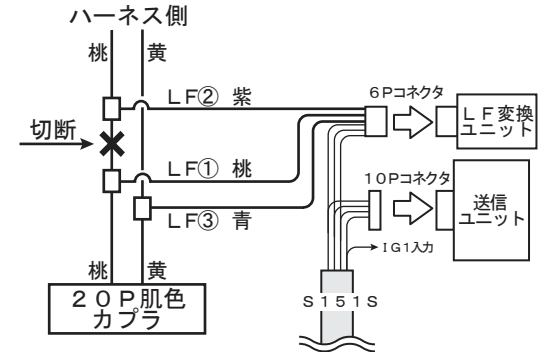 ハーネス側
桃 黄
LF② 紫
切断
LF① 桃
LF③ 青
桃 黄
20P肌色
カプラ
6Pコネクタ
LF変換
ユニット
10Pコネクタ
送信
ユニット
IG1入力
S151S